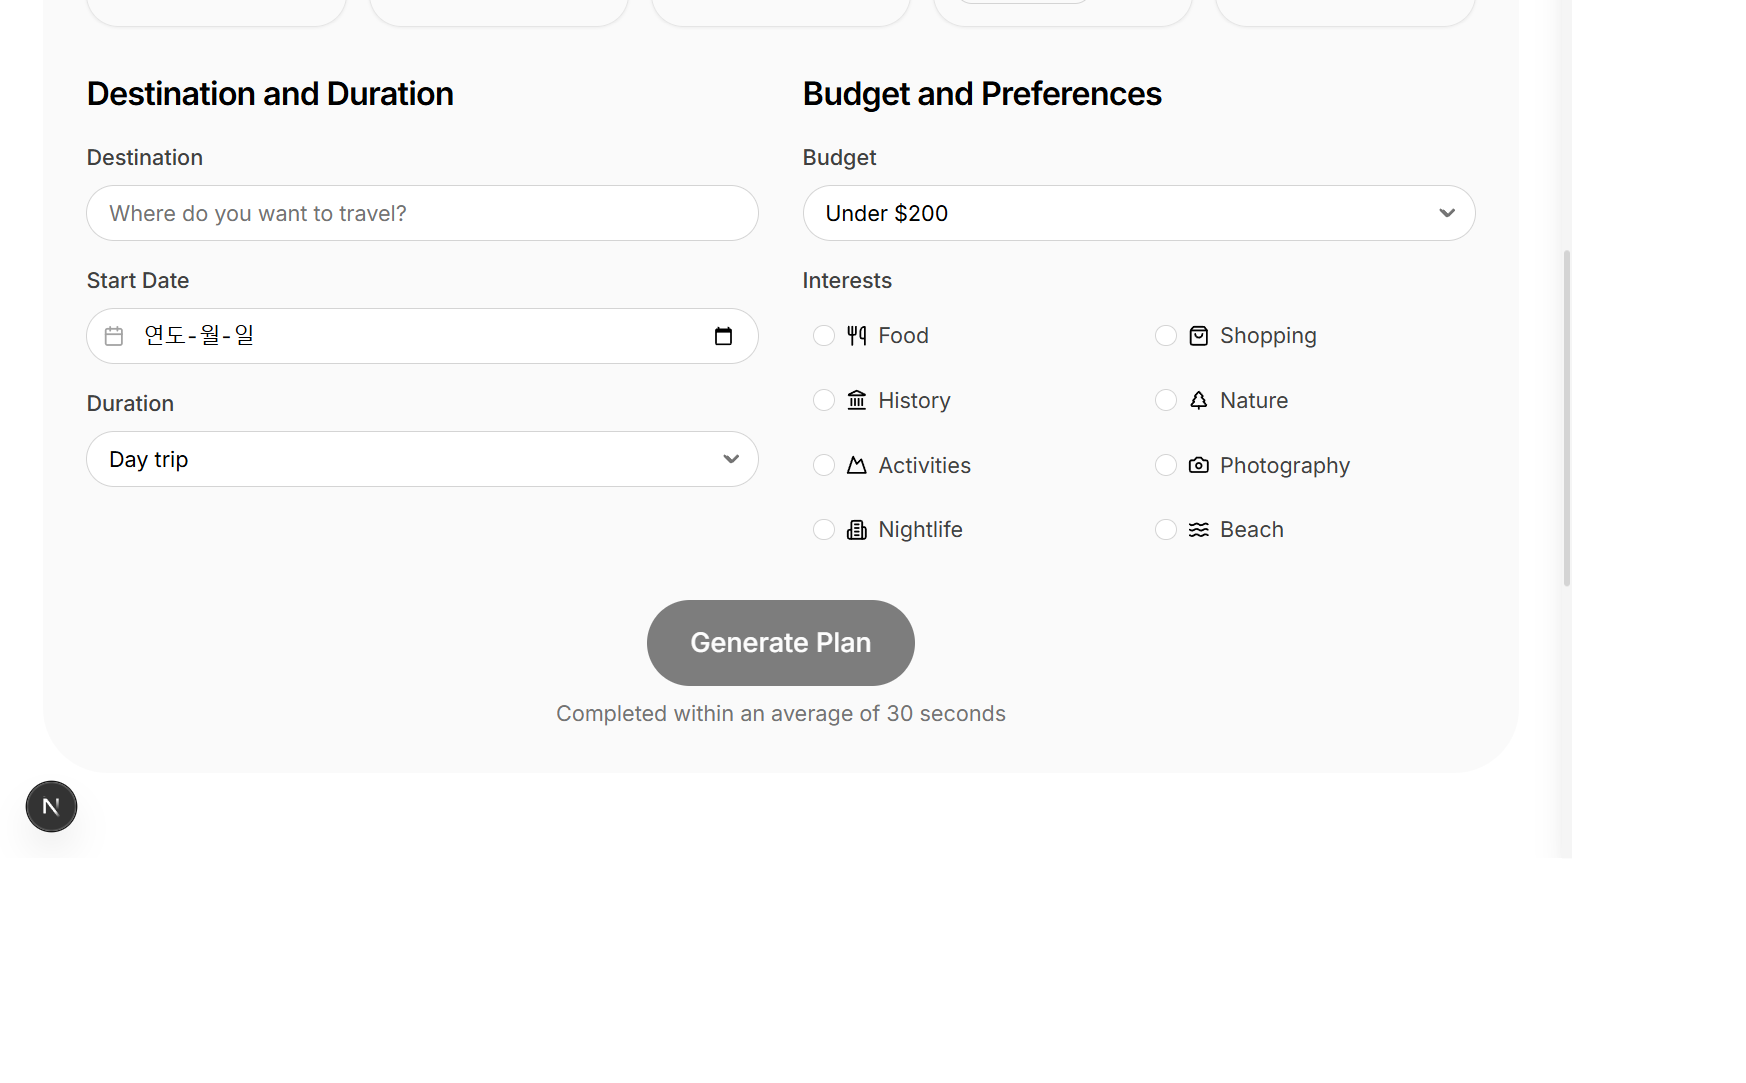 Destination and Duration
Destination
Where do you want to travel?
Start Date
연도-월-일
Duration
Day trip
Budget and Preferences
Budget
Under $200
Interests
Food
Shopping
History
Nature
Activities
Photography
Nightlife
Beach
Generate Plan
Completed within an average of 30 seconds
N